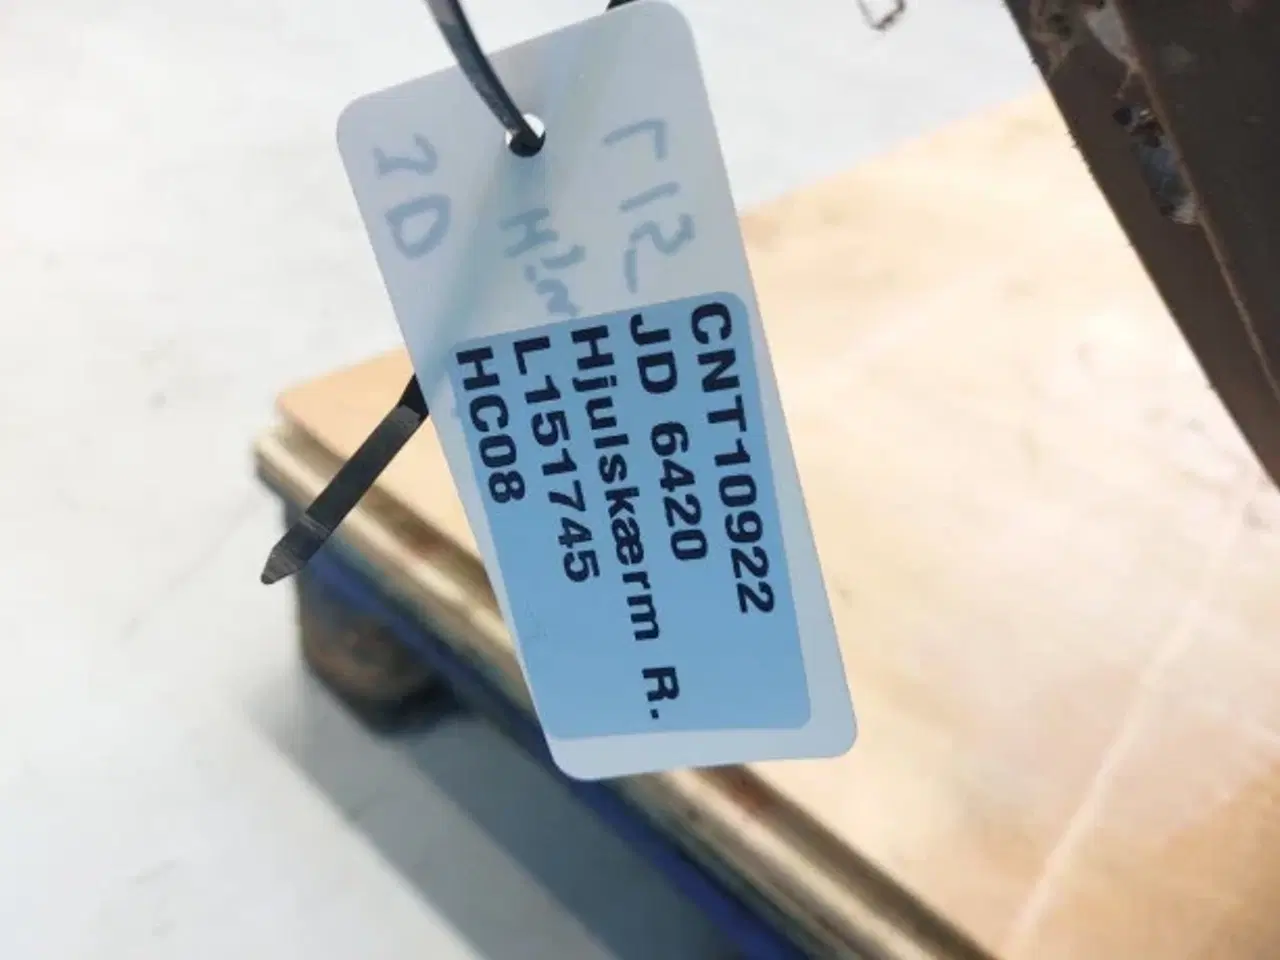 CNT10922
JD 6420
Hjulskærm R.
L151745
HC08